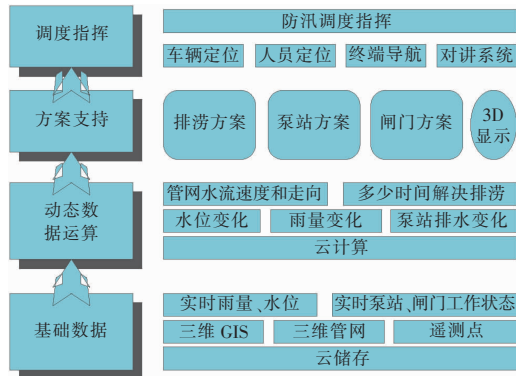 调度指挥
防汛调度指挥
车辆定位
人员定位
终端导航
对讲系统
方案支持
排涝方案
泵站方案
闸门方案
3D
显示
动态数
据运算
管网水流速度和走向
多少时间解决排涝
水位变化
雨量变化
泵站排水变化
云计算
基础数据
实时雨量、水位
实时泵站、闸门工作状态
三维 GIS
三维管网
遥测点
云储存